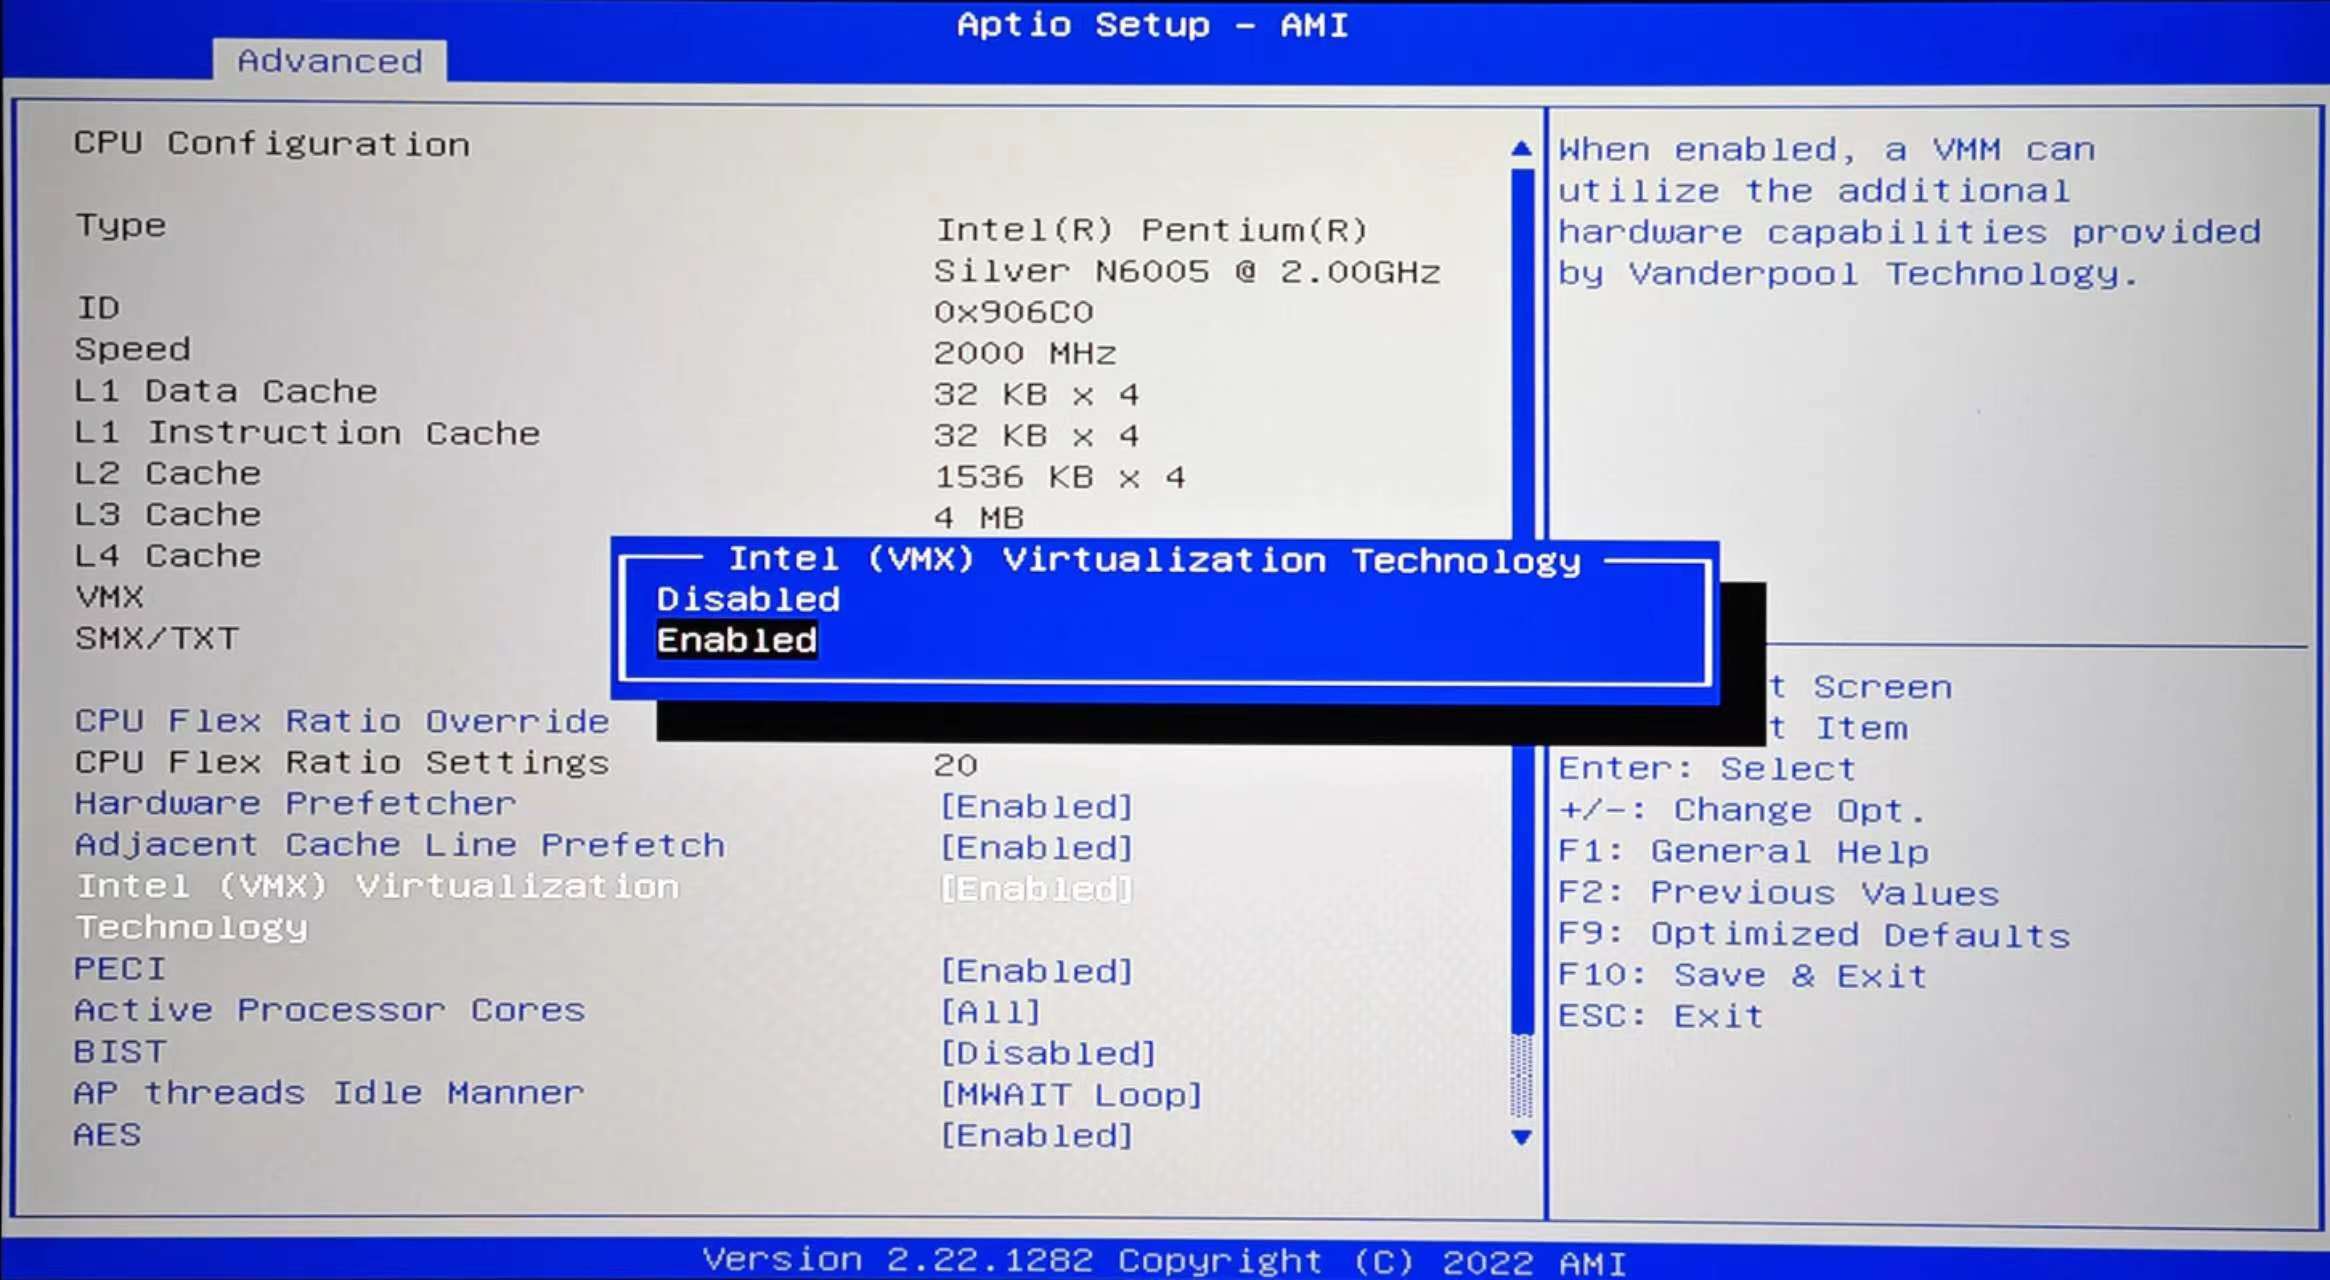 Aptio Setup - AMI
Advanced
CPU Configuration
Type Intel(R) Pentium(R)
Silver N6005 @ 2.00GHz
ID 0x906C0
Speed 2000 MHz
L1 Data Cache 32 KB x 4
L1 Instruction Cache 32 KB x 4
L2 Cache 1536 KB x 4
L3 Cache 4 MB
L4 Cache
VMX
SMX/TXT
Intel (VMX) Virtualization Technology
Disabled
Enabled
CPU Flex Ratio Override
CPU Flex Ratio Settings 20
Hardware Prefetcher [Enabled]
Adjacent Cache Line Prefetch [Enabled]
Intel (VMX) Virtualization [Enabled]
Technology
PECI [Enabled]
Active Processor Cores [All]
BIST [Disabled]
AP threads Idle Manner [MWAIT Loop]
AES [Enabled]
When enabled, a VMM can
utilize the additional
hardware capabilities provided
by Vanderpool Technology.
t Screen
t Item
Enter: Select
+/-: Change Opt.
F1: General Help
F2: Previous Values
F9: Optimized Defaults
F10: Save & Exit
ESC: Exit
Version 2.22.1282 Copyright (C) 2022 AMI